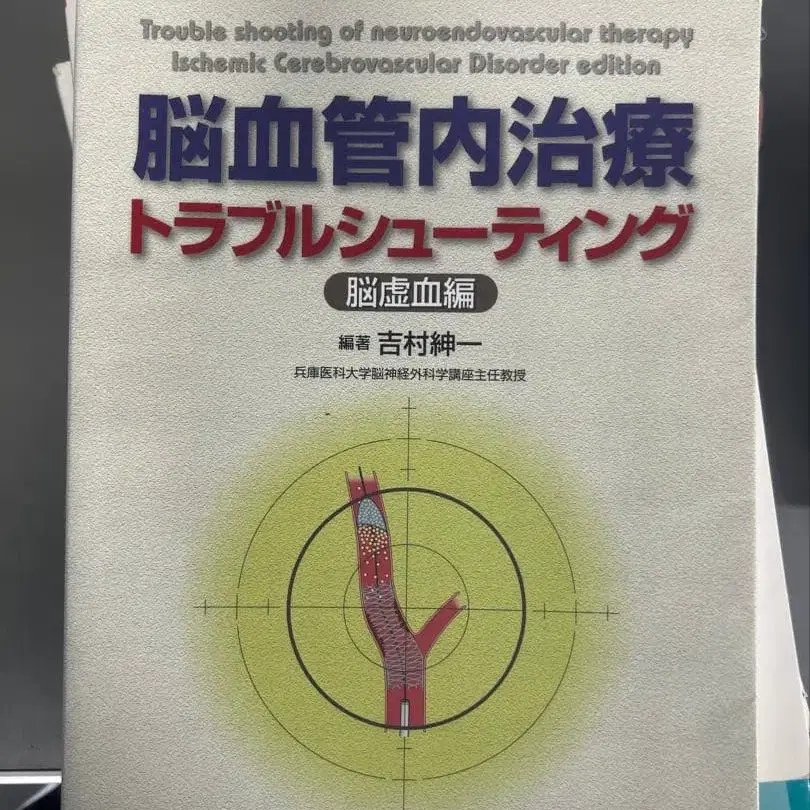 Trouble shooting of neuroendovascular therapy
Ischemic Cerebrovascular Disorder edition
脳血管内治療
トラブルシューティング
脳虚血編
編著 吉村紳一
兵庫医科大学脳神経外科学講座主任教授